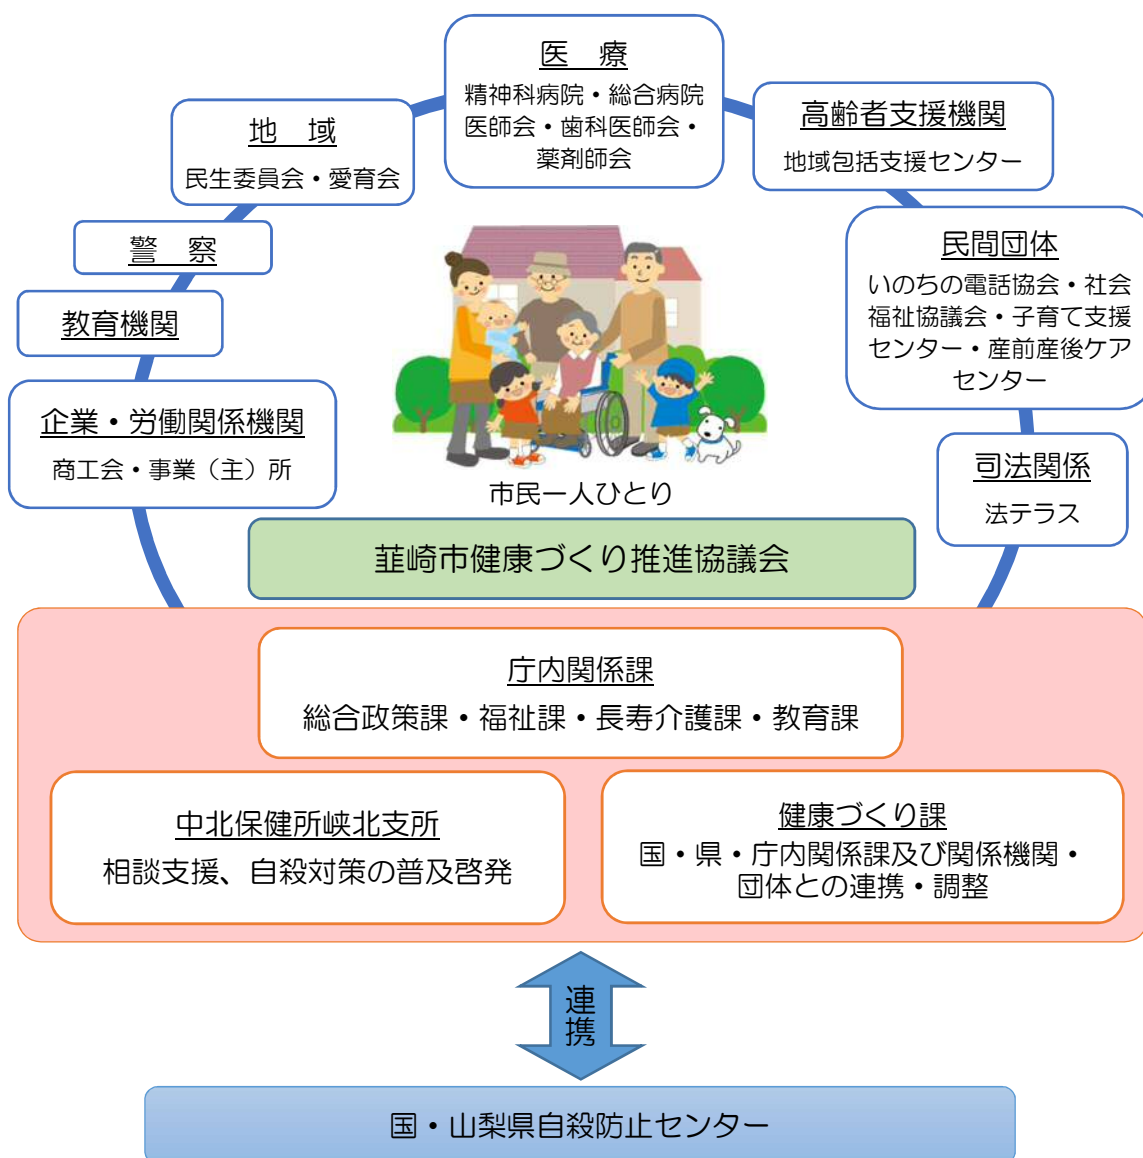 医　療
精神科病院・総合病院
医師会・歯科医師会・
薬剤師会
地　域
民生委員会・愛育会
高齢者支援機関
地域包括支援センター
警　察
民間団体
いのちの電話協会・社会
福祉協議会・子育て支援
センター・産前産後ケア
センター
教育機関
企業・労働関係機関
商工会・事業（主）所
司法関係
法テラス
市民一人ひとり
韮崎市健康づくり推進協議会
庁内関係課
総合政策課・福祉課・長寿介護課・教育課
中北保健所峡北支所
相談支援、自殺対策の普及啓発
健康づくり課
国・県・庁内関係課及び関係機関・
団体との連携・調整
連
携
国・山梨県自殺防止センター